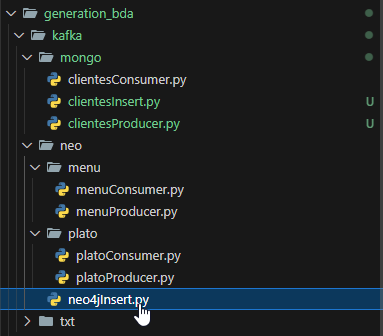 generation_bda
kafka
mongo
clientesConsumer.py
clientesInsert.py U
clientesProducer.py U
neo
menu
menuConsumer.py
menuProducer.py
plato
platoConsumer.py
platoProducer.py
neo4jInsert.py
txt